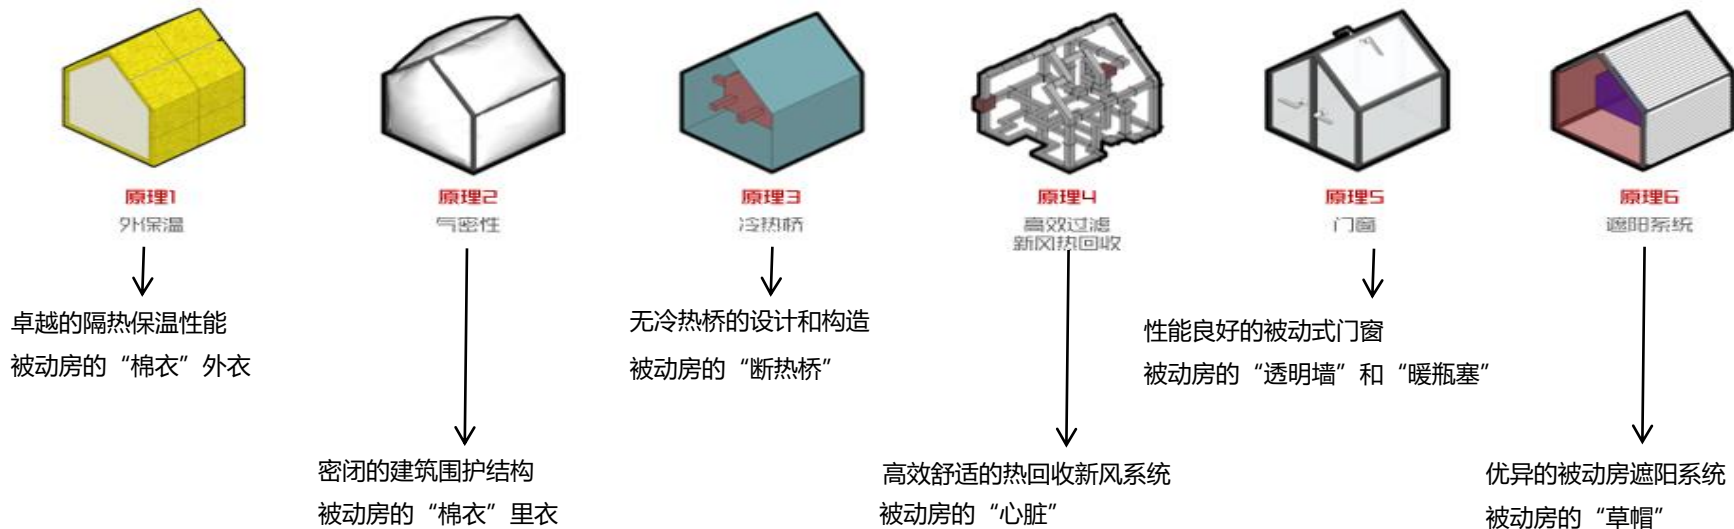 原理1
外保温
原理2
气密性
原理3
冷热桥
原理4
高效过滤
新风热回收
原理5
门窗
原理6
遮阳系统
卓越的隔热保温性能
被动房的“棉衣”外衣
密闭的建筑围护结构
被动房的“棉衣”里衣
无冷热桥的设计和构造
被动房的“断热桥”
高效舒适的热回收新风系统
被动房的“心脏”
性能良好的被动式门窗
被动房的“透明墙”和“暖瓶塞”
优异的被动房遮阳系统
被动房的“草帽”